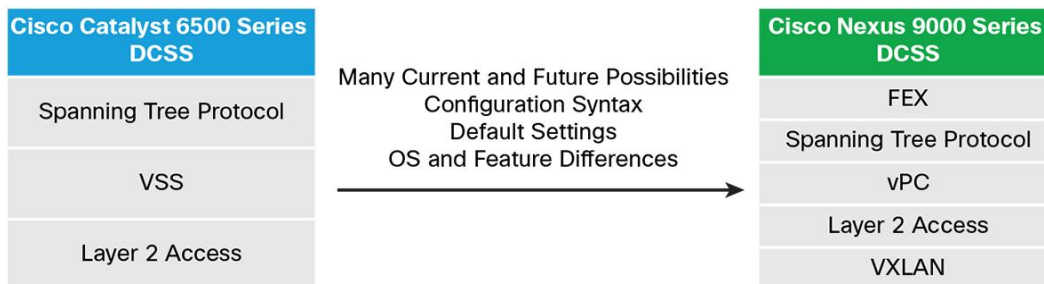 Cisco Catalyst 6500 Series
DCSS
Spanning Tree Protocol
VSS
Layer 2 Access
Many Current and Future Possibilities
Configuration Syntax
Default Settings
OS and Feature Differences
Cisco Nexus 9000 Series
DCSS
FEX
Spanning Tree Protocol
vPC
Layer 2 Access
VXLAN